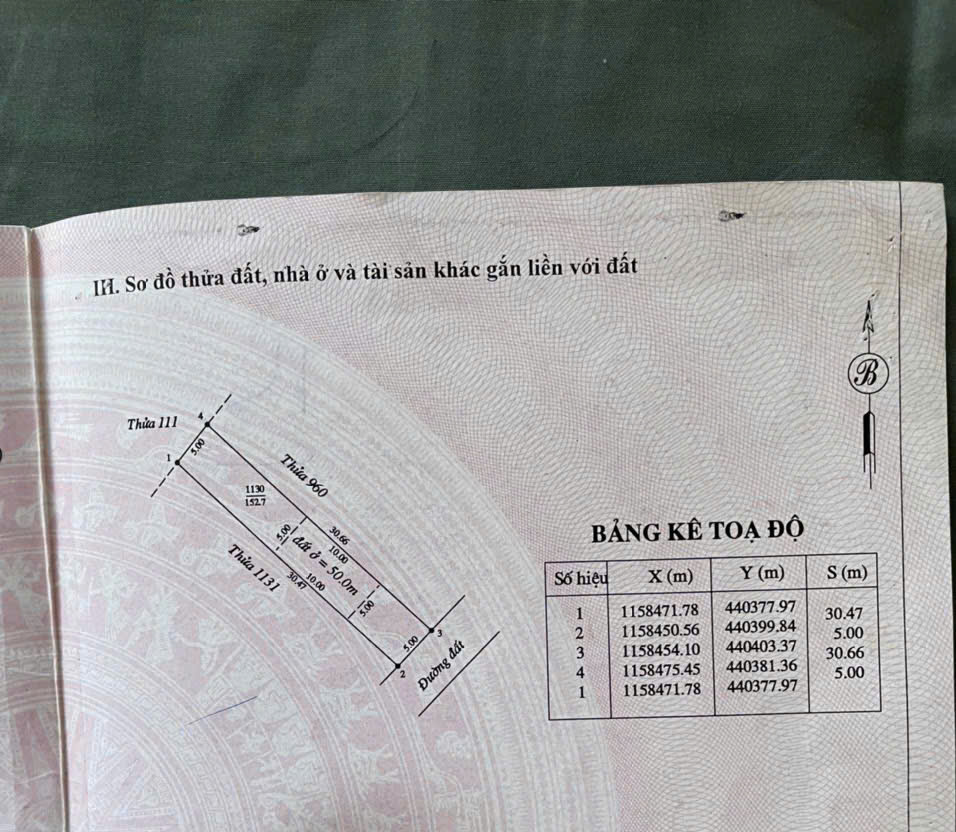 III. Sơ đồ thửa đất, nhà ở và tài sản khác gắn liền với đất
B
Thửa 111
4
1
5.00
Thửa 960
1130
152.7
30.66
10.00
5.00
đất ở = 50.0m
Thửa 1131
30.47
10.00
5.00
5.00
3
2
Đường đất
BẢNG KÊ TOẠ ĐỘ
Số hiệu X (m) Y (m) S (m)
1 1158471.78 440377.97
30.47
2 1158450.56 440399.84
5.00
3 1158454.10 440403.37
30.66
4 1158475.45 440381.36
5.00
1 1158471.78 440377.97